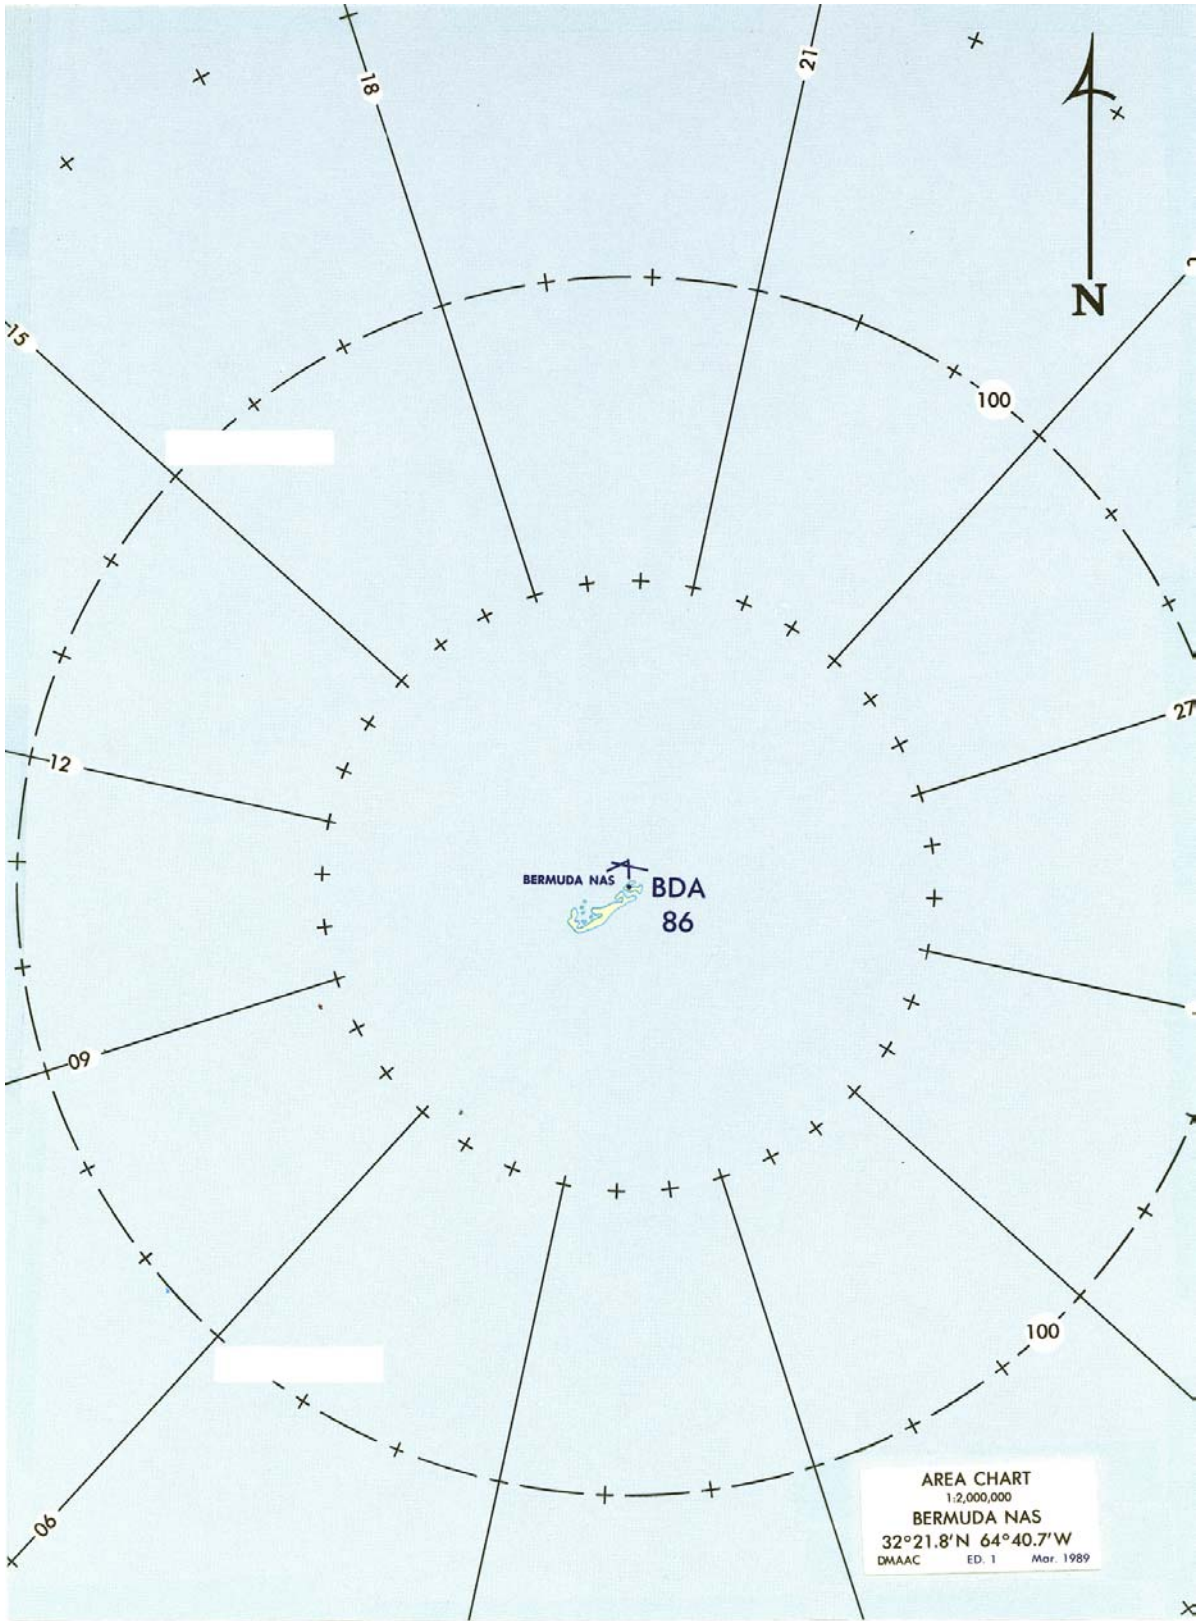 18
21
15
N
100
27
12
BERMUDA NAS
BDA
86
09
100
06
AREA CHART
1:2,000,000
BERMUDA NAS
32°21.8'N 64°40.7'W
DMAAC ED. 1 Mar. 1989